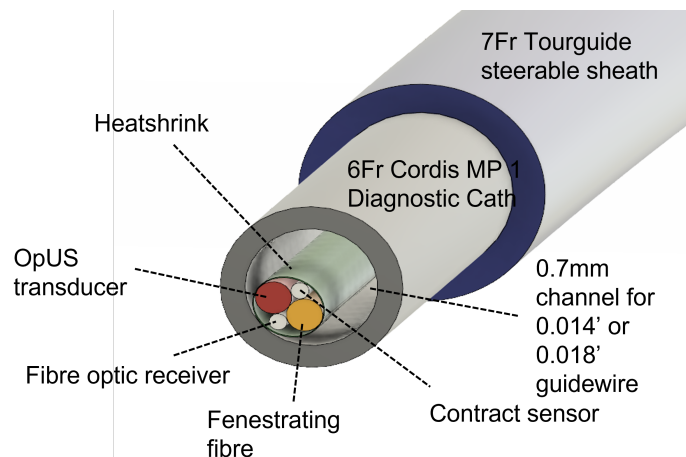 7Fr Tourguide
steerable sheath
Heatshrink
6Fr Cordis MP 1
Diagnostic Cath
OpUS
transducer
0.7mm
channel for
0.014’ or
0.018’
guidewire
Fibre optic receiver
Contract sensor
Fenestrating
fibre